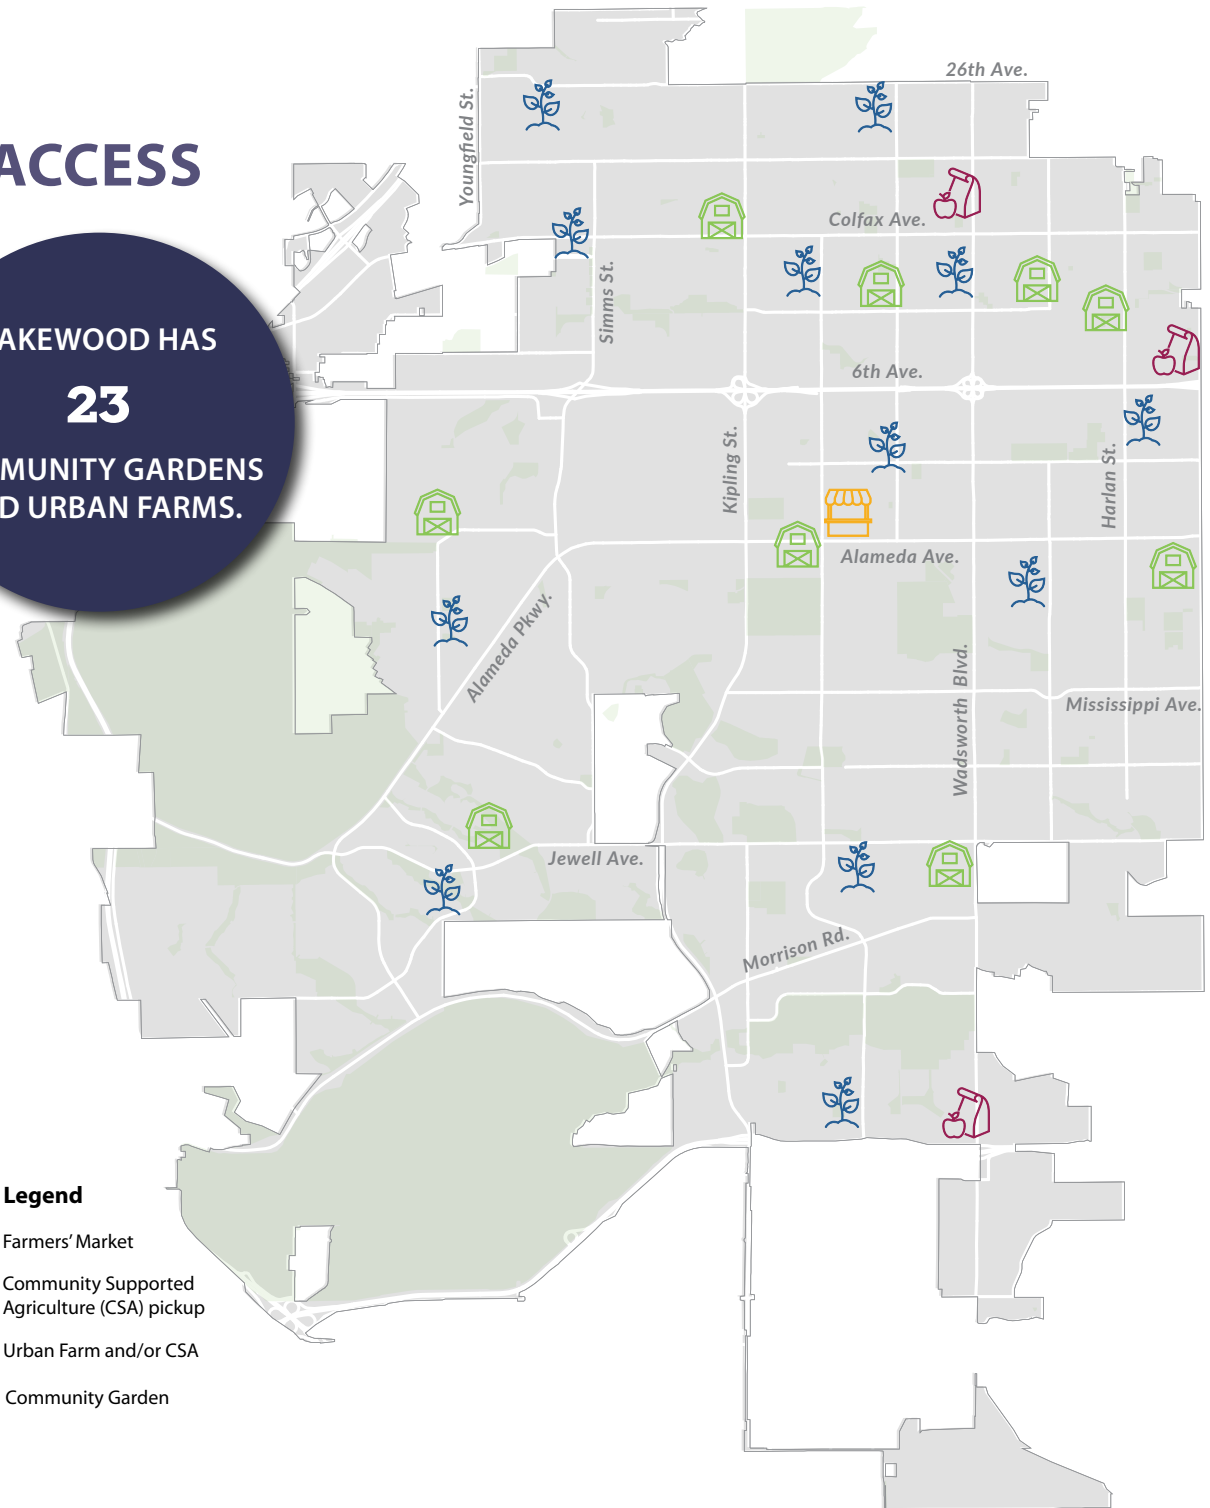 ACCESS
AKEWOOD HAS
23
MUNITY GARDENS
D URBAN FARMS.
26th Ave.
Youngfield St.
Colfax Ave.
Simms St.
6th Ave.
Kipling St.
Harlan St.
Alameda Ave.
Alameda Pkwy.
Wadsworth Blvd.
Mississippi Ave.
Jewell Ave.
Morrison Rd.
Legend
Farmers' Market
Community Supported
Agriculture (CSA) pickup
Urban Farm and/or CSA
Community Garden